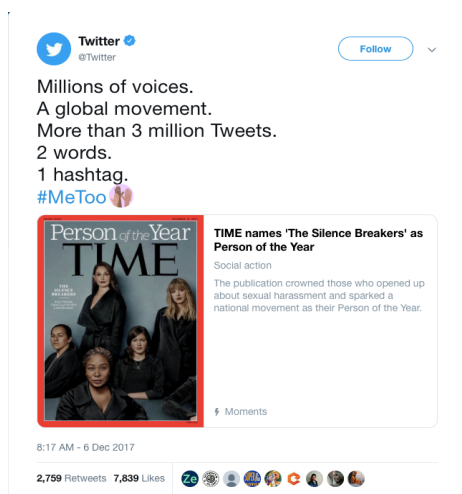 Twitter
@Twitter
Follow
Millions of voices.
A global movement.
More than 3 million Tweets.
2 words.
1 hashtag.
#MeToo
Person of the Year
TIME
THE
SILENCE
BREAKERS
TIME names 'The Silence Breakers' as
Person of the Year
Social action
The publication crowned those who opened up
about sexual harassment and sparked a
national movement as their Person of the Year.
Moments
8:17 AM - 6 Dec 2017
2,759 Retweets 7,839 Likes
Ze